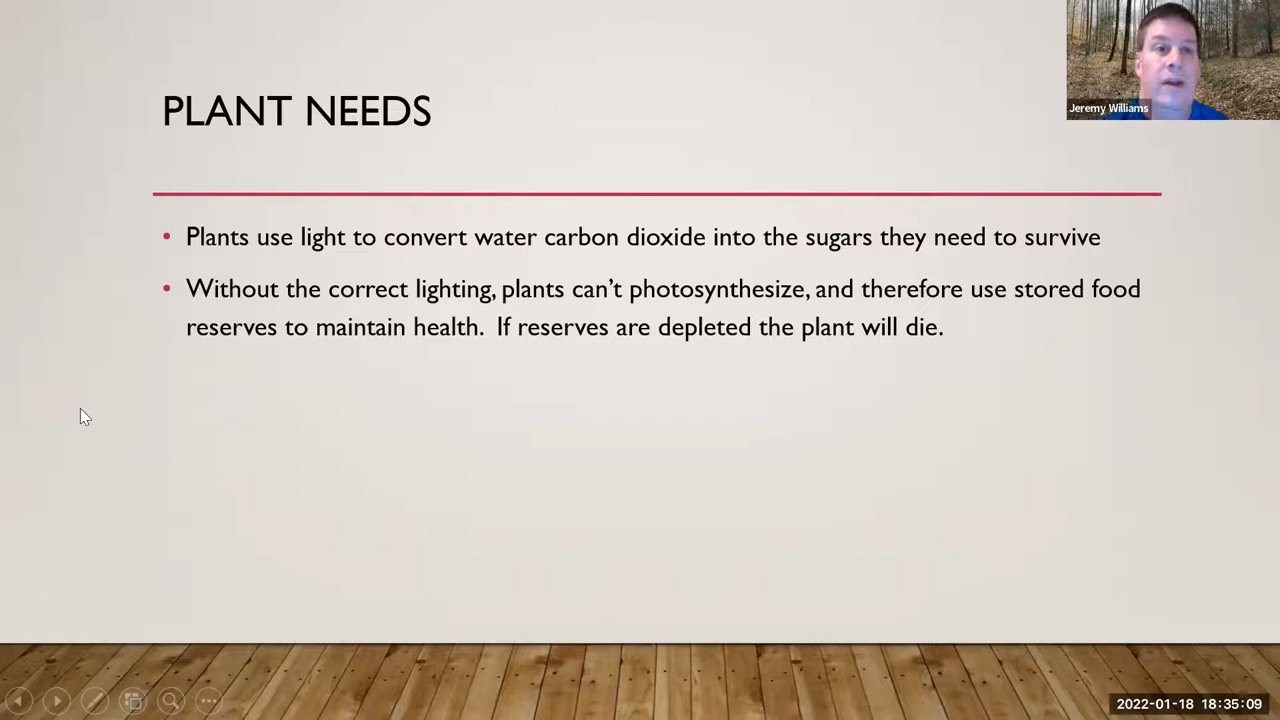 Jeremy Williams
PLANT NEEDS
• Plants use light to convert water carbon dioxide into the sugars they need to survive
• Without the correct lighting, plants can’t photosynthesize, and therefore use stored food
reserves to maintain health.  If reserves are depleted the plant will die.
2022-01-18 18:35:09